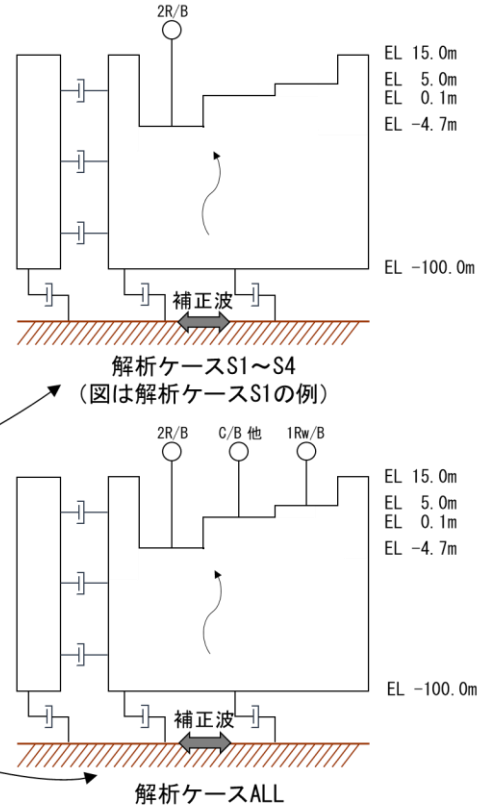 2R/B
EL 15.0m
EL 5.0m
EL 0.1m
EL -4.7m
EL -100.0m
補正波
解析ケースS1～S4
（図は解析ケースS1の例）
2R/B C/B 他 1Rw/B
EL 15.0m
EL 5.0m
EL 0.1m
EL -4.7m
EL -100.0m
補正波
解析ケースALL